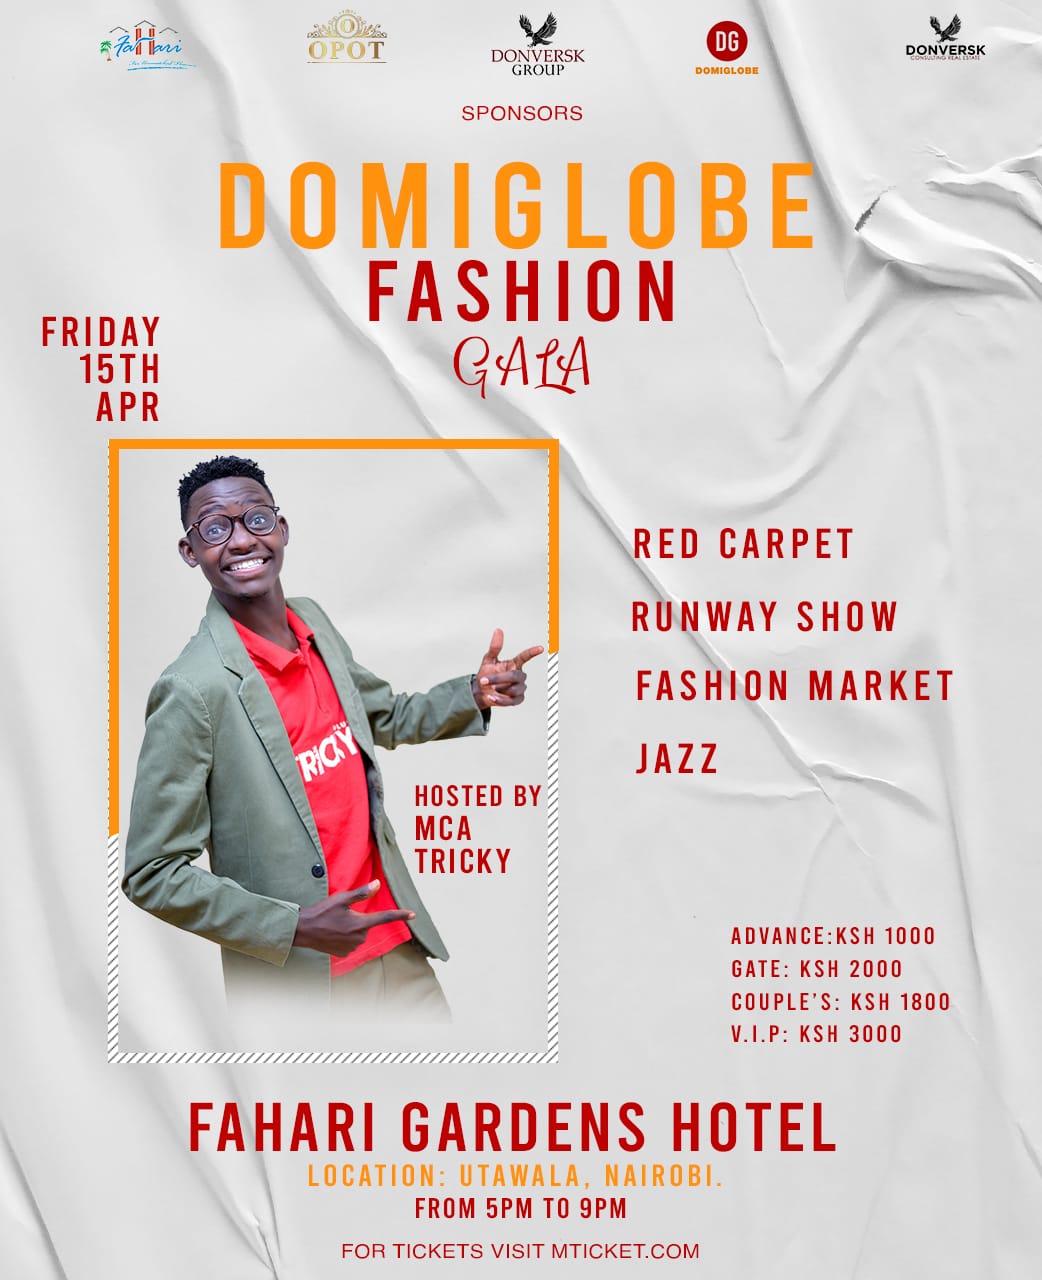 FaHari
OPOT
DONVERSK
GROUP
DG
DOMIGLOBE
DONVERSK
CONSULTING REAL ESTATE
SPONSORS
DOMIGLOBE
FASHION
GALA
FRIDAY
15TH
APR
RED CARPET
RUNWAY SHOW
FASHION MARKET
JAZZ
TRICKY
HOSTED BY
MCA
TRICKY
ADVANCE:KSH 1000
GATE: KSH 2000
COUPLE'S: KSH 1800
V.I.P: KSH 3000
FAHARI GARDENS HOTEL
LOCATION: UTAWALA, NAIROBI.
FROM 5PM TO 9PM
FOR TICKETS VISIT MTICKET.COM